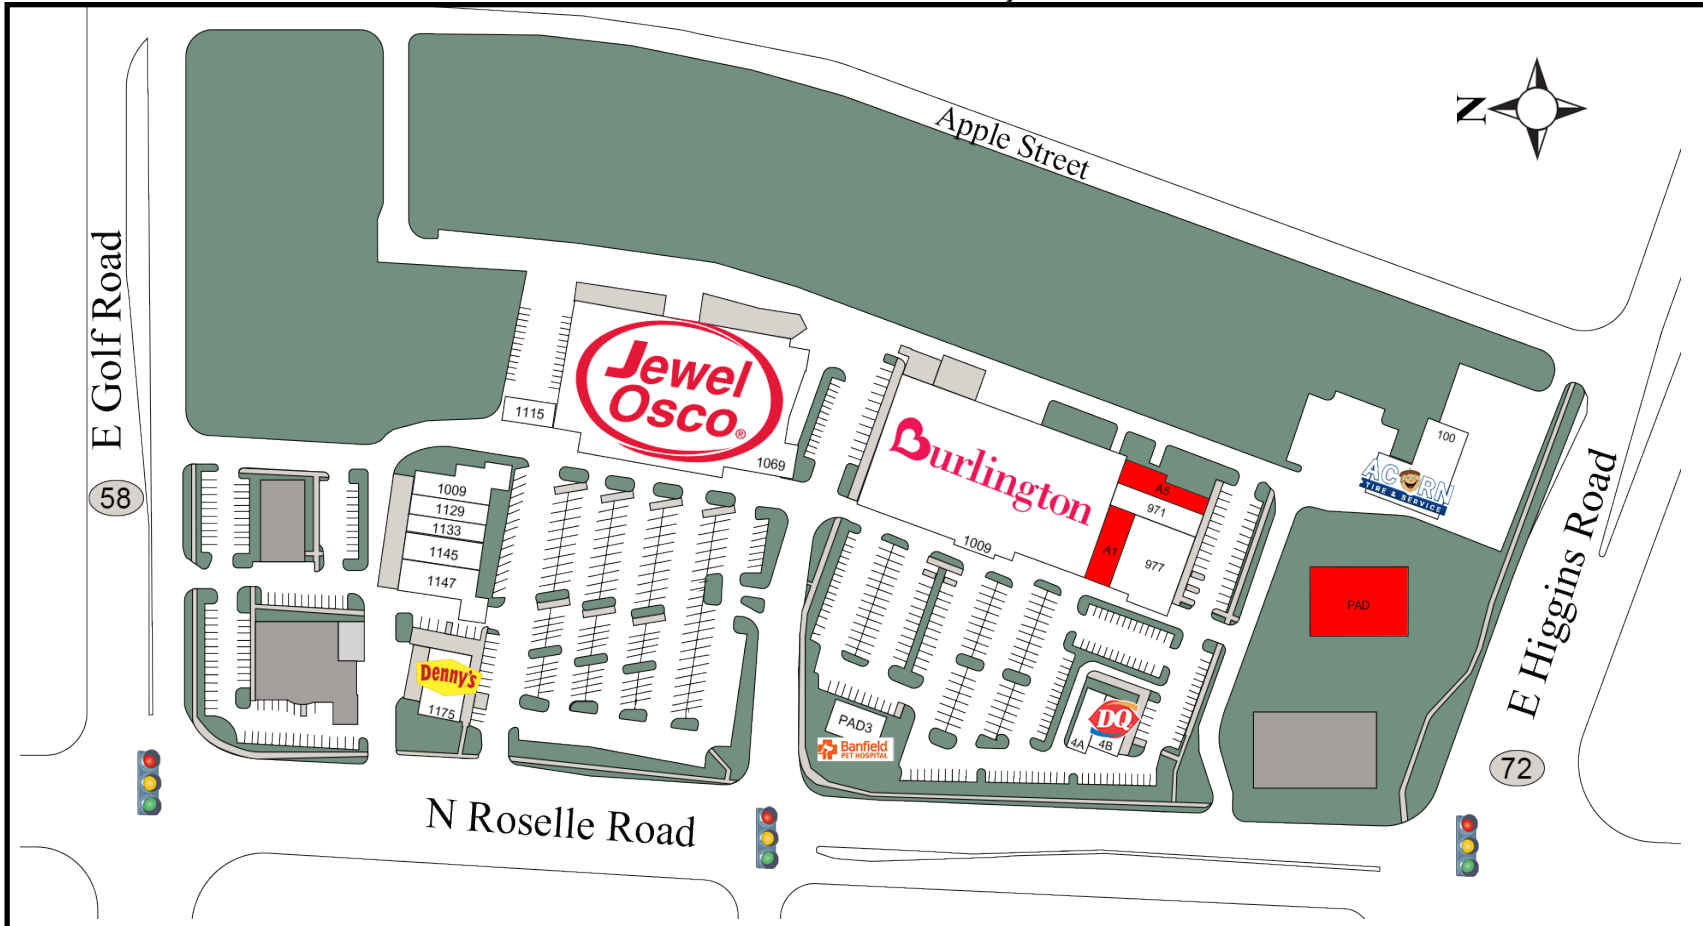 Apple Street
N
E Golf Road
58
Jewel
Osco®
1115
1069
Burlington
1009
A5
971
A1
977
100
ACORN
TIRE & SERVICE
1009
1129
1133
1145
1147
Denny's
1175
PAD
PAD3
Banfield
PET HOSPITAL
DQ
4A
4B
E Higgins Road
72
N Roselle Road